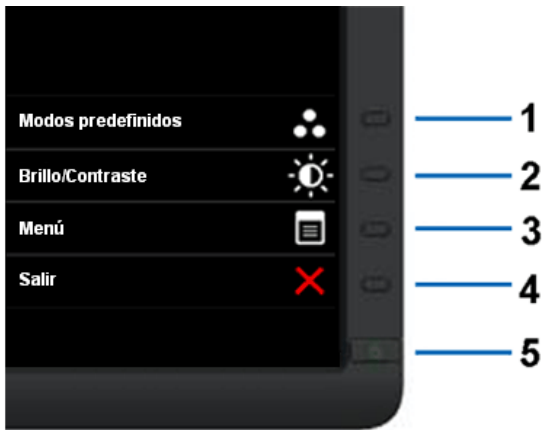 Modos predefinidos
1
Brillo/Contraste
2
Menú
3
Salir
4
5